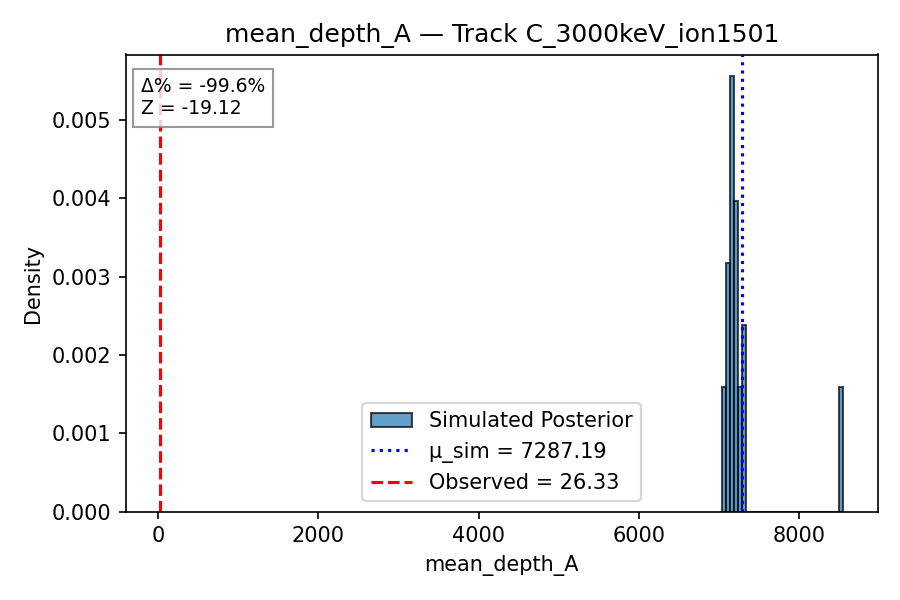 mean_depth_A — Track C_3000keV_ion1501
Δ% = -99.6%
Z = -19.12
Density
0.005
0.004
0.003
0.002
0.001
0.000
Simulated Posterior
μ_sim = 7287.19
Observed = 26.33
0 2000 4000 6000 8000
mean_depth_A